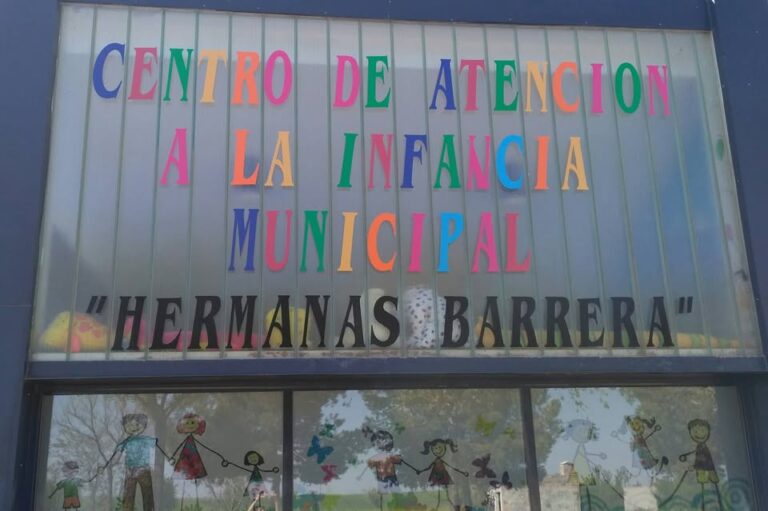 CENTRO DE ATENCION
A LA INFANCIA
MUNICIPAL
"HERMANAS BARRERA"